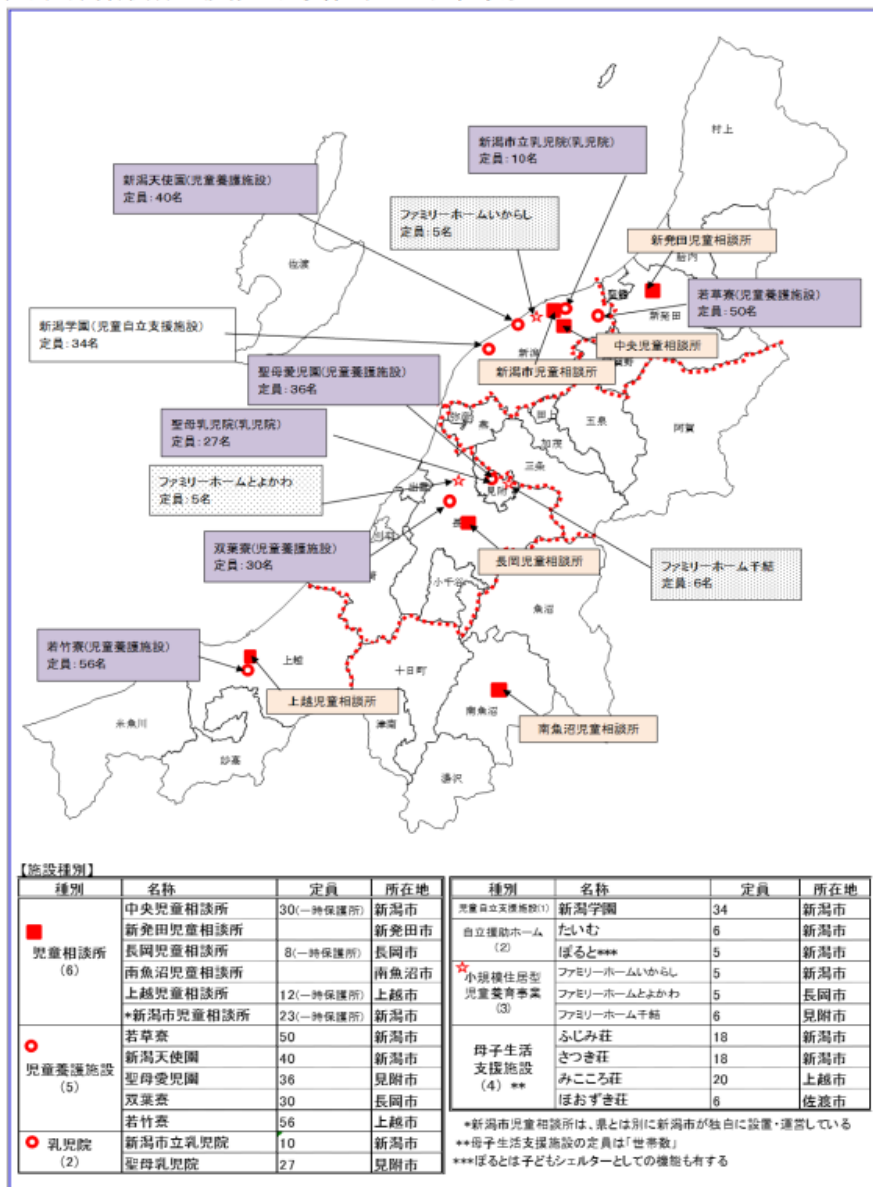 村上
新潟市立乳児院(乳児院)
定員:10名
新潟天使園(児童養護施設)
定員:40名
ファミリーホームいからし
定員:5名
新発田児童相談所
胎内
佐渡
聖籠
若草寮(児童養護施設)
定員:50名
新発田
新潟学園(児童自立支援施設)
定員:34名
中央児童相談所
新潟
新潟市児童相談所
聖母愛児園(児童養護施設)
定員:36名
弥彦
燕
田上
五泉
阿賀
加茂
聖母乳児院(乳児院)
定員:27名
三条
ファミリーホームとよかわ
定員:5名
見附
双葉寮(児童養護施設)
定員:30名
長岡児童相談所
ファミリーホーム千結
定員:6名
小千谷
魚沼
若竹寮(児童養護施設)
定員:56名
上越
十日町
上越児童相談所
南魚沼
津南
南魚沼児童相談所
糸魚川
妙高
湯沢
【施設種別】
種別 名称 定員 所在地
児童相談所
(6)
中央児童相談所 30(一時保護所) 新潟市
新発田児童相談所 新発田市
長岡児童相談所 8(一時保護所) 長岡市
南魚沼児童相談所 南魚沼市
上越児童相談所 12(一時保護所) 上越市
*新潟市児童相談所 23(一時保護所) 新潟市
児童養護施設
(5)
若草寮 50 新潟市
新潟天使園 40 新潟市
聖母愛児園 36 見附市
双葉寮 30 長岡市
若竹寮 56 上越市
乳児院
(2)
新潟市立乳児院 10 新潟市
聖母乳児院 27 見附市
種別 名称 定員 所在地
児童自立支援施設(1) 新潟学園 34 新潟市
自立援助ホーム
(2)
たいむ 6 新潟市
ぽると*** 5 新潟市
小規模住居型
児童養育事業
(3)
ファミリーホームいからし 5 新潟市
ファミリーホームとよかわ 5 長岡市
ファミリーホーム千結 6 見附市
母子生活
支援施設
(4) **
ふじみ荘 18 新潟市
さつき荘 18 新潟市
みこころ荘 20 上越市
ほおずき荘 6 佐渡市
*新潟市児童相談所は、県とは別に新潟市が独自に設置・運営している
**母子生活支援施設の定員は「世帯数」
***ぽるとは子どもシェルターとしての機能も有する